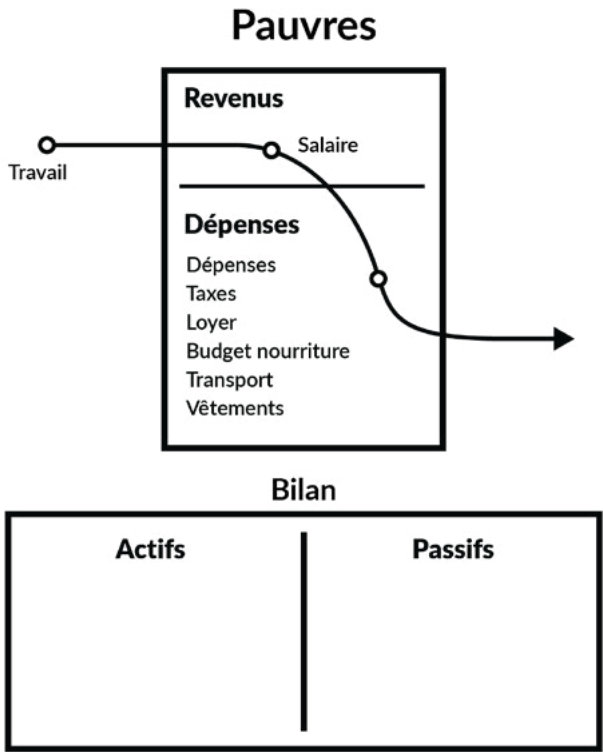 Pauvres
Revenus
Salaire
Travail
Dépenses
Dépenses
Taxes
Loyer
Budget nourriture
Transport
Vêtements
Bilan
Actifs
Passifs